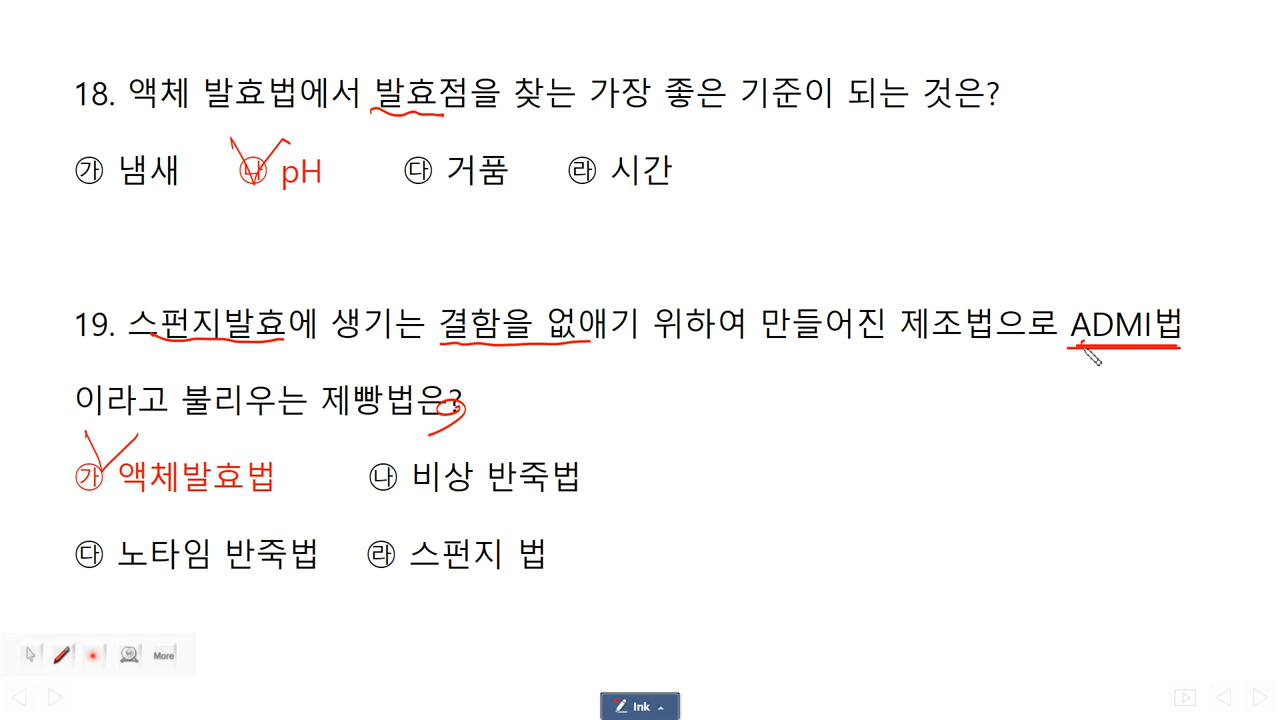 18. 액체 발효법에서 발효점을 찾는 가장 좋은 기준이 되는 것은?
㉮ 냄새 ㉯ pH ㉰ 거품 ㉱ 시간
19. 스펀지발효에 생기는 결함을 없애기 위하여 만들어진 제조법으로 ADMI법
이라고 불리우는 제빵법은?
㉮ 액체발효법 ㉯ 비상 반죽법
㉰ 노타임 반죽법 ㉱ 스펀지 법
More
Ink